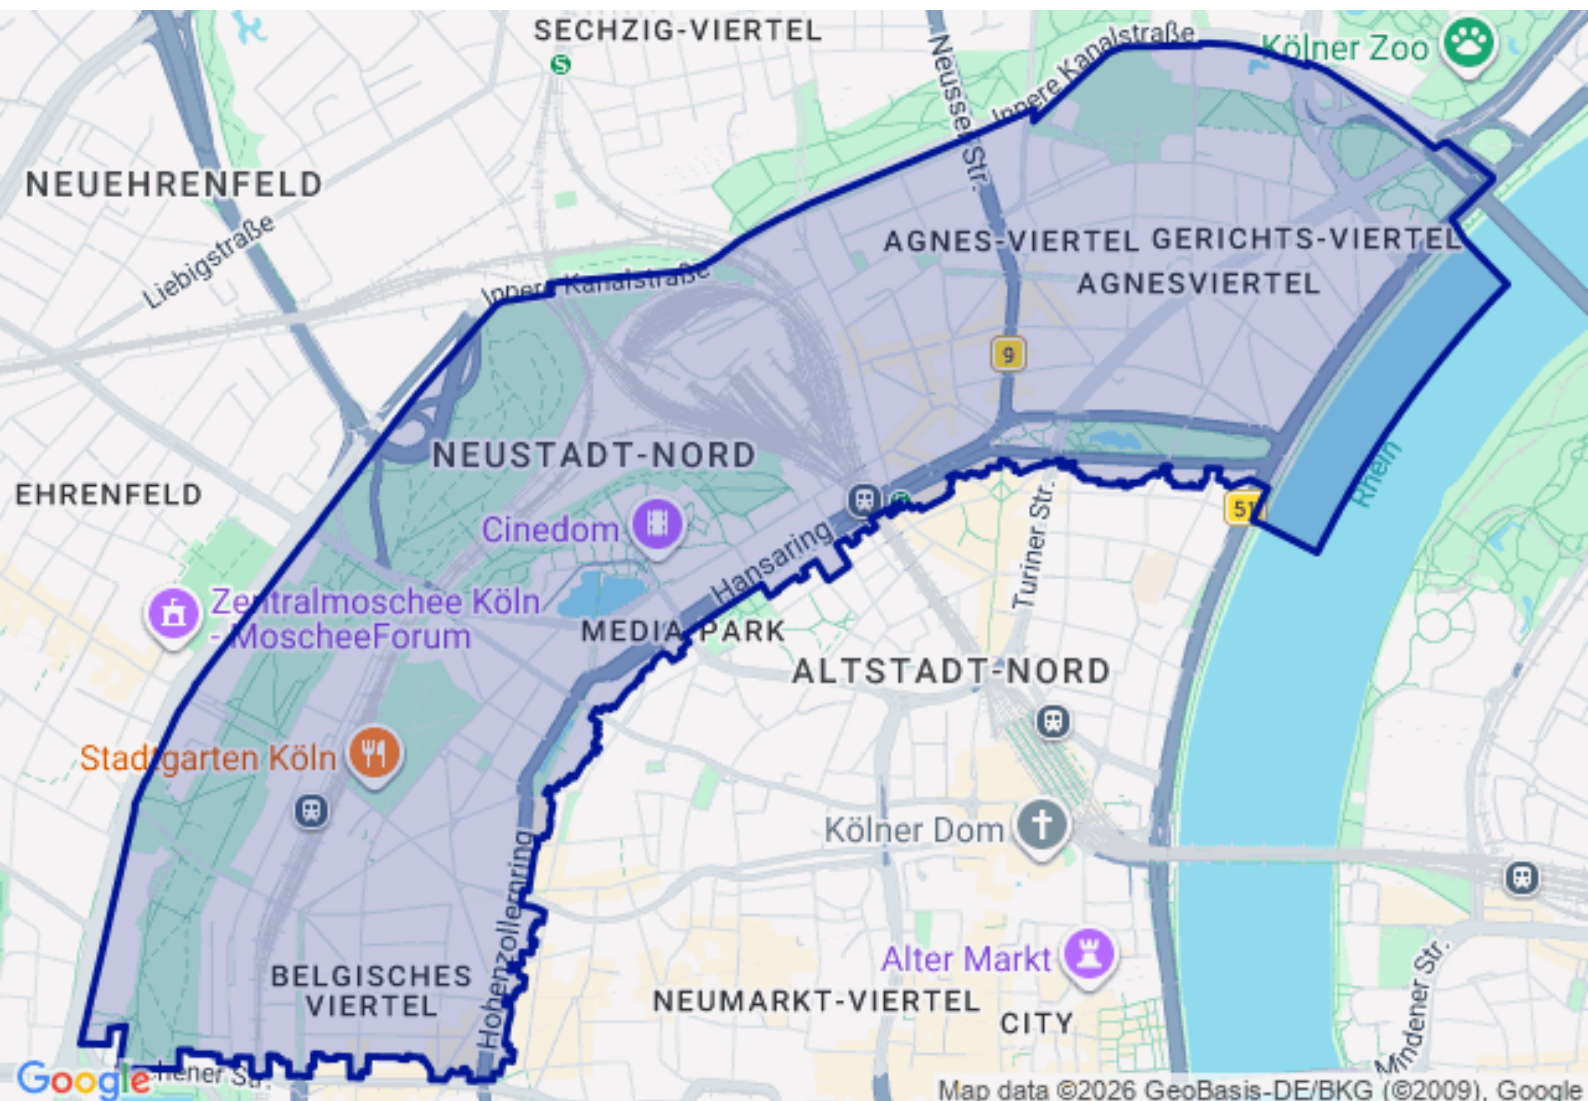 SECHZIG-VIERTEL
Kölner Zoo
Innere Kanalstraße
Neusser Str.
NEUEHRENFELD
Liebigstraße
AGNES-VIERTEL
GERICHTS-VIERTEL
AGNESVIERTEL
Innere Kanalstraße
9
NEUSTADT-NORD
EHRENFELD
Rhein
51
Cinedom
Hansaring
Turiner Str.
Zentralmoschee Köln
- MoscheeForum
MEDIA PARK
ALTSTADT-NORD
Stadtgarten Köln
Kölner Dom
Hohenzollernring
Alter Markt
BELGISCHES
VIERTEL
NEUMARKT-VIERTEL
CITY
Mindener Str.
Google
hener Str.
Map data ©2026 GeoBasis-DE/BKG (©2009), Google